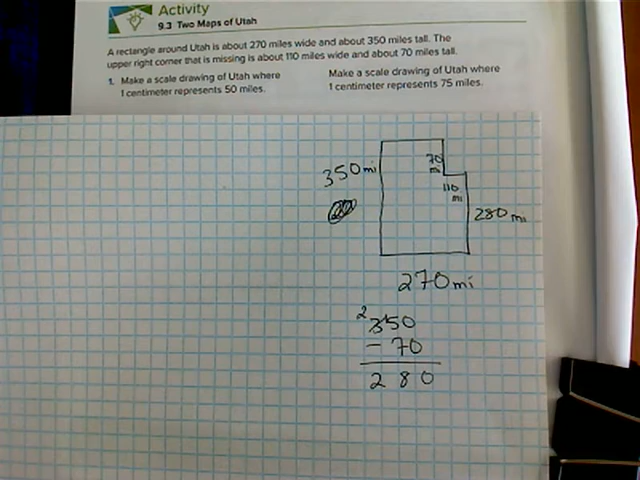 Activity
9.3 Two Maps of Utah
A rectangle around Utah is about 270 miles wide and about 350 miles tall. The
upper right corner that is missing is about 110 miles wide and about 70 miles tall.
1. Make a scale drawing of Utah where
1 centimeter represents 50 miles.
Make a scale drawing of Utah where
1 centimeter represents 75 miles.
70
mi
350mi
110
mi
280mi
270mi
2
350
- 70
280